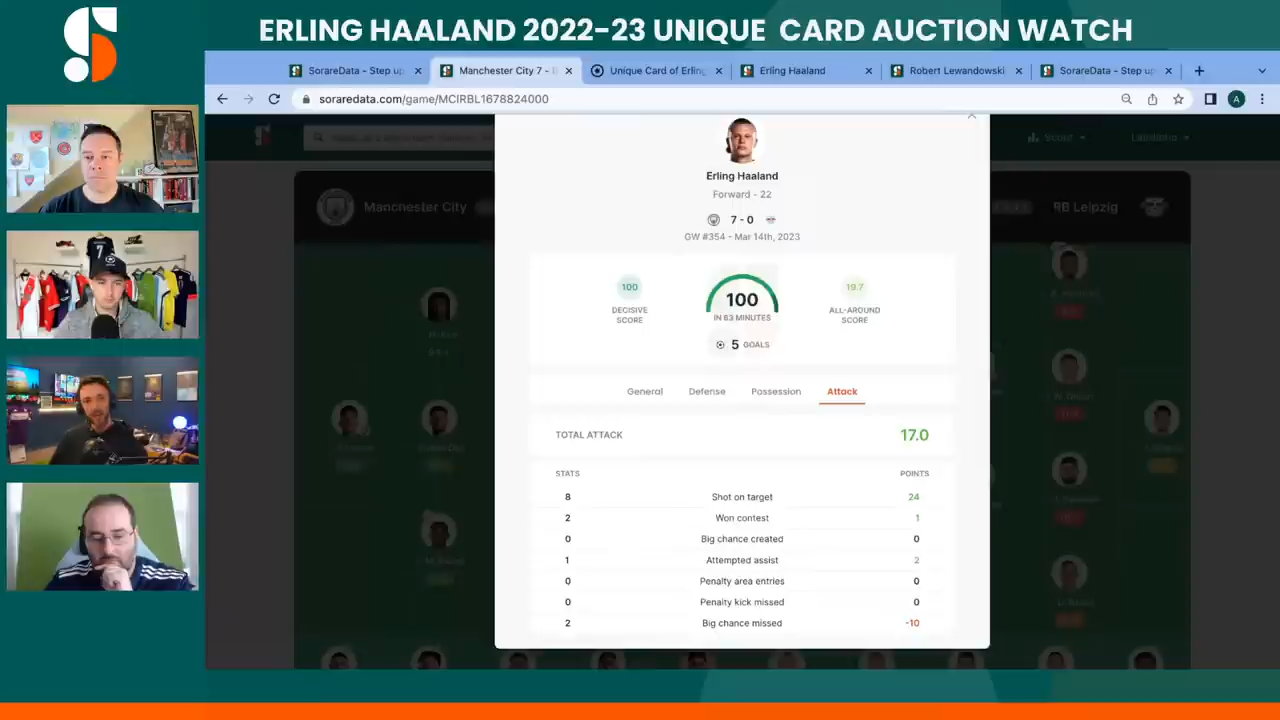 ERLING HAALAND 2022-23 UNIQUE CARD AUCTION WATCH
SorareData - Step up
Manchester City 7 -
Unique Card of Erling
Erling Haaland
Robert Lewandowski
SorareData - Step up
soraredata.com/game/MCIRBL1678824000
A
Scout
Manchester City
RB Leipzig
Erling Haaland
Forward - 22
7 - 0
GW #354 - Mar 14th, 2023
100
DECISIVE SCORE
100
IN 63 MINUTES
5 GOALS
19.7
ALL-AROUND SCORE
General Defense Possession Attack
TOTAL ATTACK 17.0
STATS POINTS
8 Shot on target 24
2 Won contest 1
0 Big chance created 0
1 Attempted assist 2
0 Penalty area entries 0
0 Penalty kick missed 0
2 Big chance missed -10